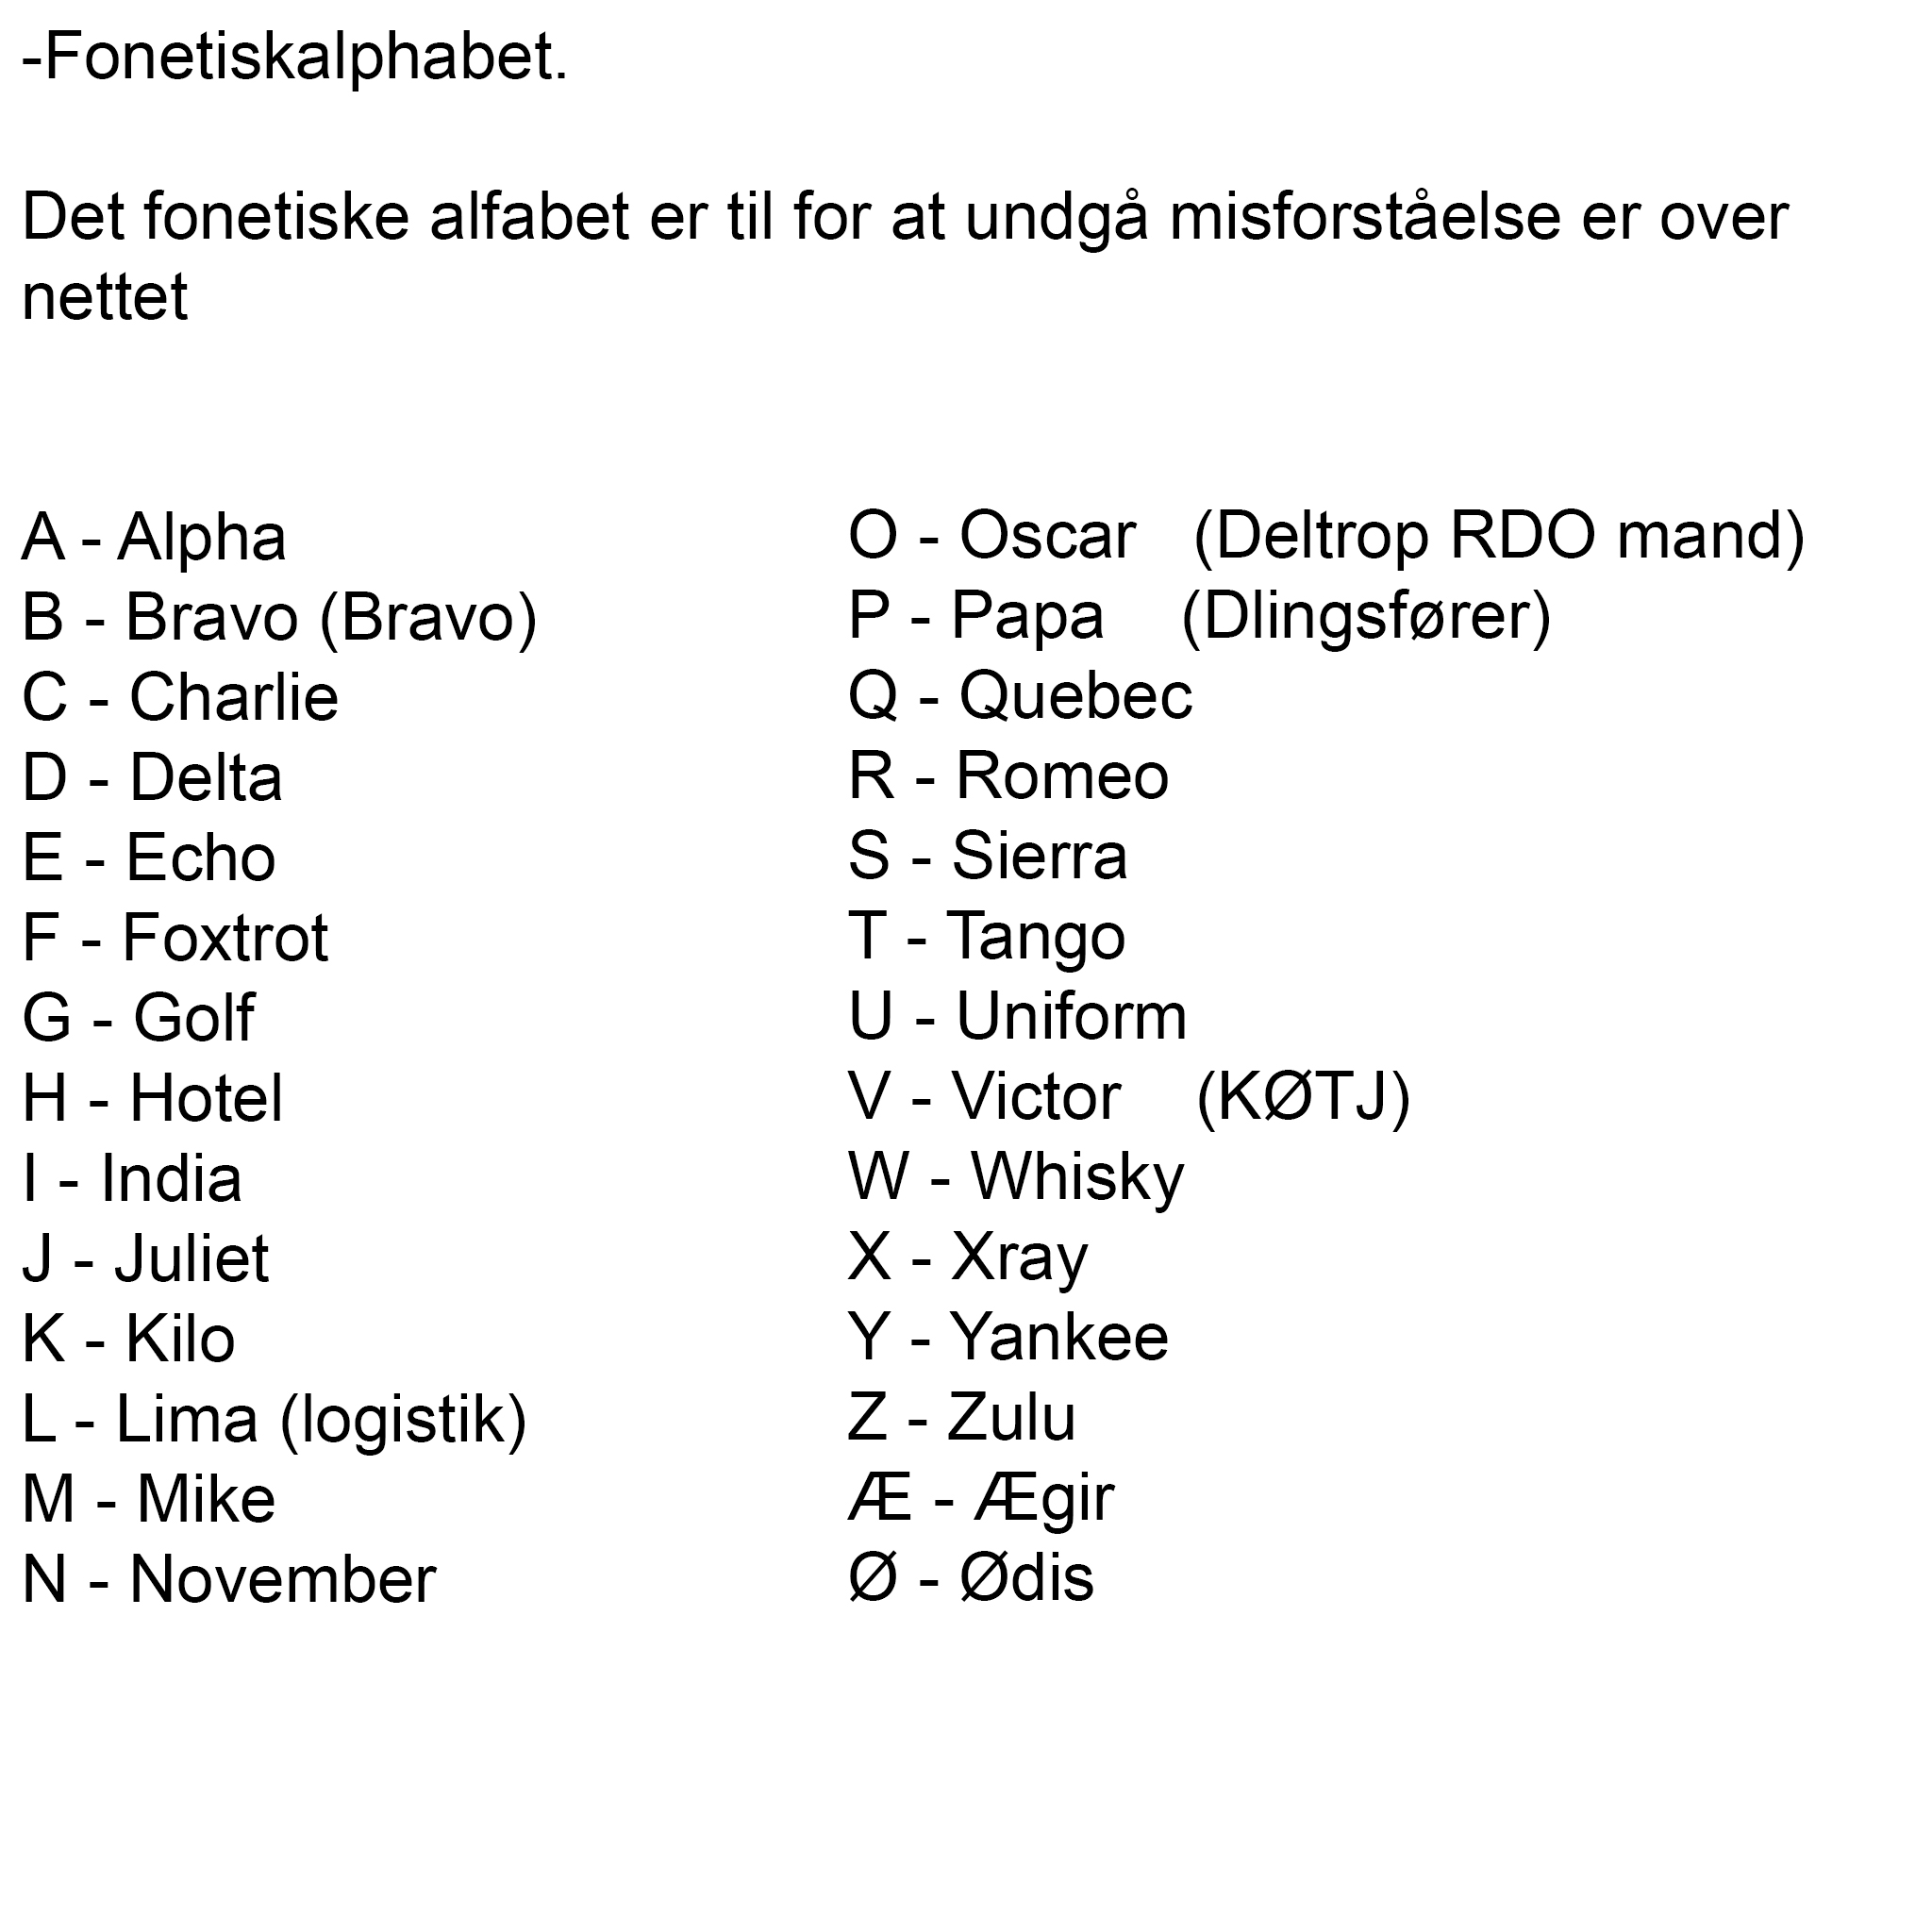 -Fonetiskalphabet.
Det fonetiske alfabet er til for at undgå misforståelse er over
nettet
A - Alpha
B - Bravo (Bravo)
C - Charlie
D - Delta
E - Echo
F - Foxtrot
G - Golf
H - Hotel
I - India
J - Juliet
K - Kilo
L - Lima (logistik)
M - Mike
N - November
O - Oscar (Deltrop RDO mand)
P - Papa (Dlingsfører)
Q - Quebec
R - Romeo
S - Sierra
T - Tango
U - Uniform
V - Victor (KØTJ)
W - Whisky
X - Xray
Y - Yankee
Z - Zulu
Æ - Ægir
Ø - Ødis